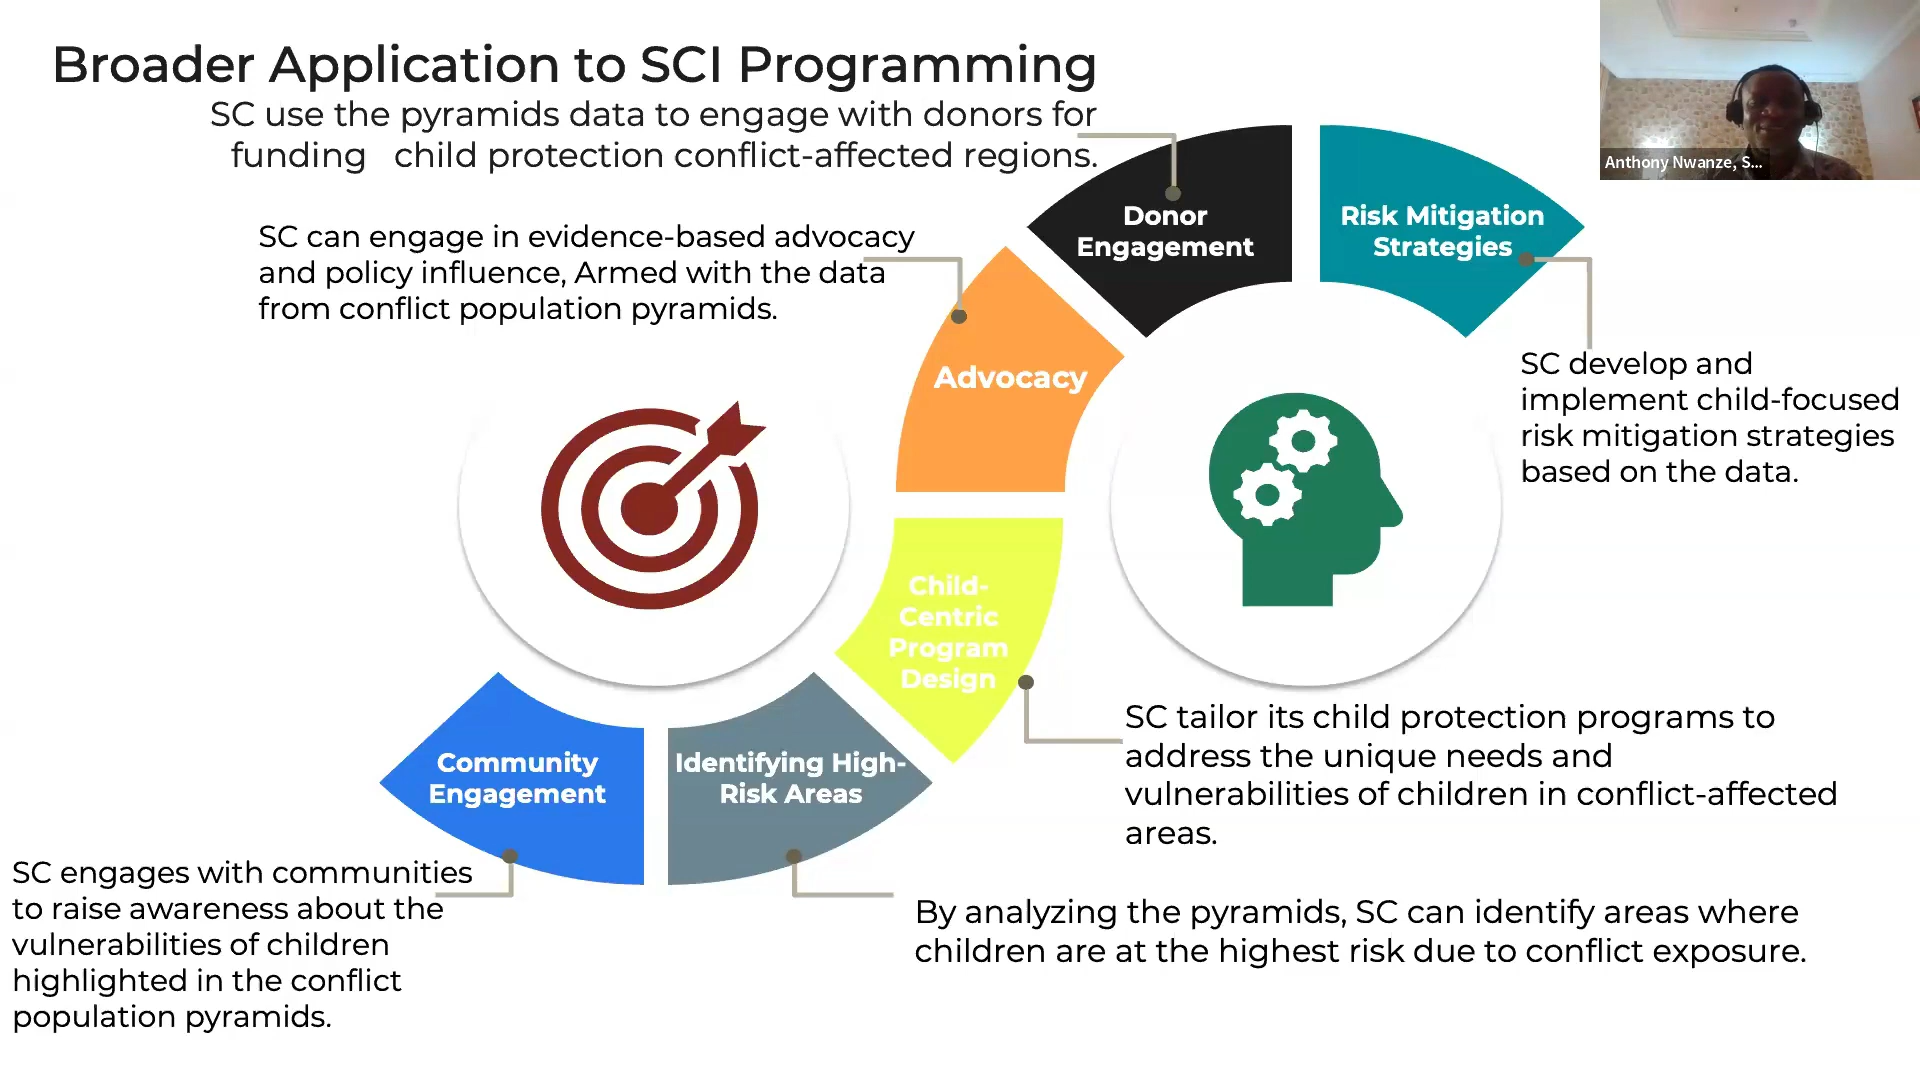 Broader Application to SCI Programming
SC use the pyramids data to engage with donors for
funding child protection conflict-affected regions.
Anthony Nwanze, S...
Donor
Engagement
Risk Mitigation
Strategies
SC can engage in evidence-based advocacy
and policy influence, Armed with the data
from conflict population pyramids.
Advocacy
SC develop and
implement child-focused
risk mitigation strategies
based on the data.
Child-
Centric
Program
Design
SC tailor its child protection programs to
address the unique needs and
vulnerabilities of children in conflict-affected
areas.
Community
Engagement
Identifying High-
Risk Areas
SC engages with communities
to raise awareness about the
vulnerabilities of children
highlighted in the conflict
population pyramids.
By analyzing the pyramids, SC can identify areas where
children are at the highest risk due to conflict exposure.